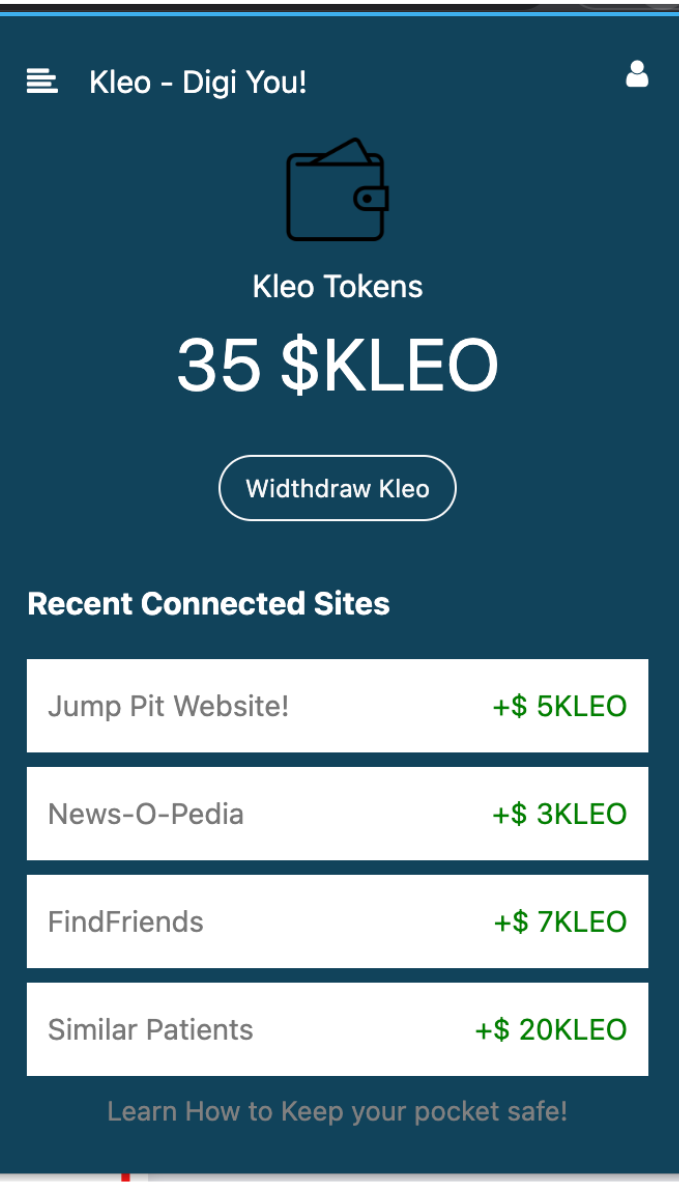 Kleo - Digi You!
Kleo Tokens
35 $KLEO
Widthdraw Kleo
Recent Connected Sites
Jump Pit Website! +$ 5KLEO
News-O-Pedia +$ 3KLEO
FindFriends +$ 7KLEO
Similar Patients +$ 20KLEO
Learn How to Keep your pocket safe!